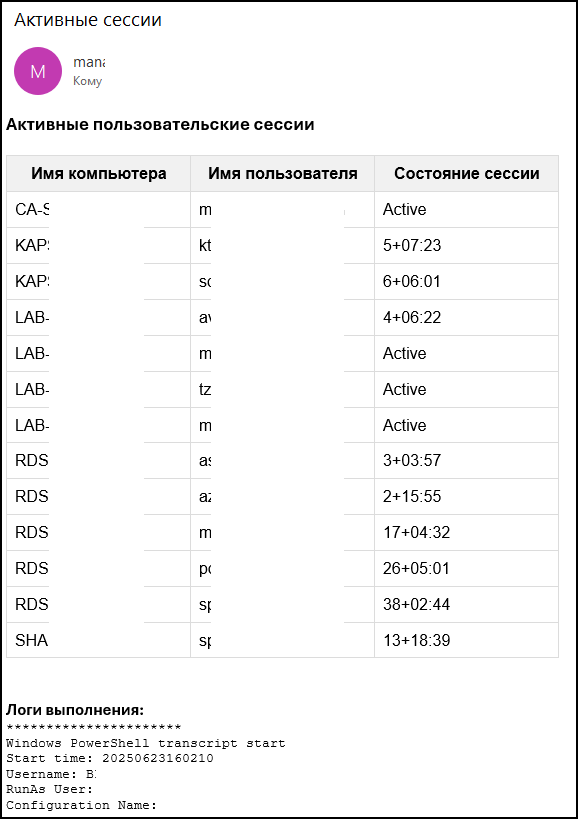 Активные сессии
M
mana
Кому
Активные пользовательские сессии
Имя компьютера Имя пользователя Состояние сессии
CA-S m Active
KAPS kt 5+07:23
KAPS sc 6+06:01
LAB- av 4+06:22
LAB- m Active
LAB- tz Active
LAB- m Active
RDS as 3+03:57
RDS az 2+15:55
RDS m 17+04:32
RDS po 26+05:01
RDS sp 38+02:44
SHA sp 13+18:39
Логи выполнения:
**********************
Windows PowerShell transcript start
Start time: 20250623160210
Username: B
RunAs User:
Configuration Name: